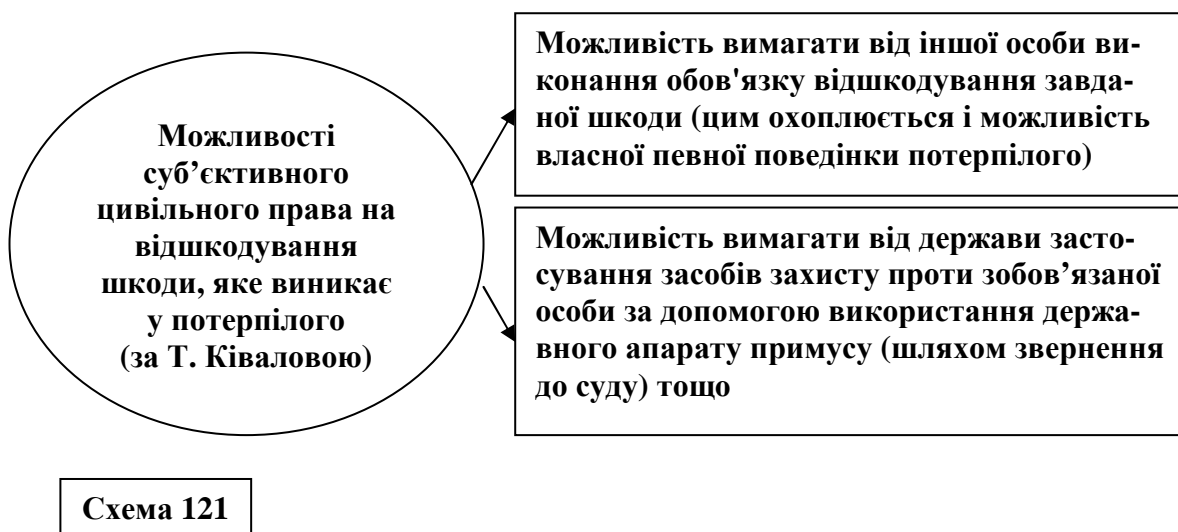 Можливості
суб’єктивного
цивільного права на
відшкодування
шкоди, яке виникає
у потерпілого
(за Т. Ківаловою)
Можливість вимагати від іншої особи ви-
конання обов'язку відшкодування завда-
ної шкоди (цим охоплюється і можливість
власної певної поведінки потерпілого)
Можливість вимагати від держави засто-
сування засобів захисту проти зобов’язаної
особи за допомогою використання держа-
вного апарату примусу (шляхом звернення
до суду) тощо
Схема 121